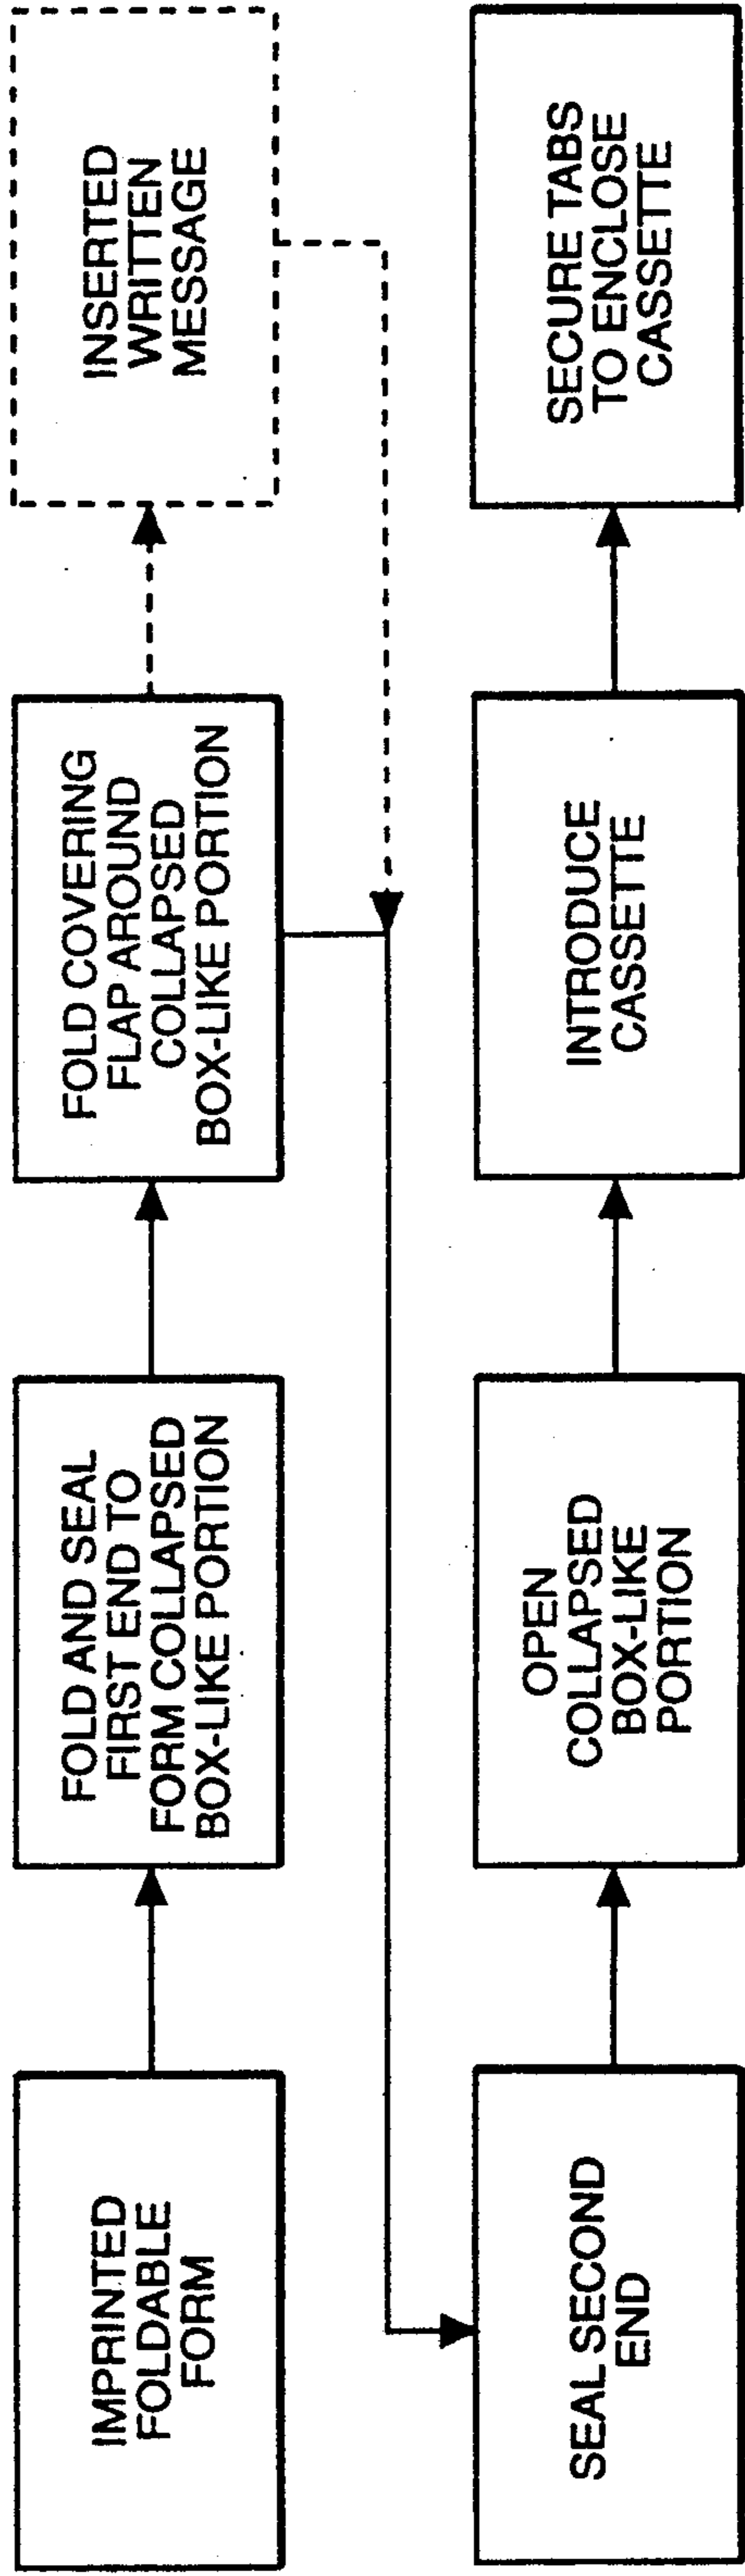 IMPRINTED
FOLDABLE
FORM
FOLD AND SEAL
FIRST END TO
FORM COLLAPSED
BOX-LIKE PORTION
FOLD COVERING
FLAP AROUND
COLLAPSED
BOX-LIKE PORTION
INSERTED
WRITTEN
MESSAGE
SEAL SECOND
END
OPEN
COLLAPSED
BOX-LIKE
PORTION
INTRODUCE
CASSETTE
SECURE TABS
TO ENCLOSE
CASSETTE